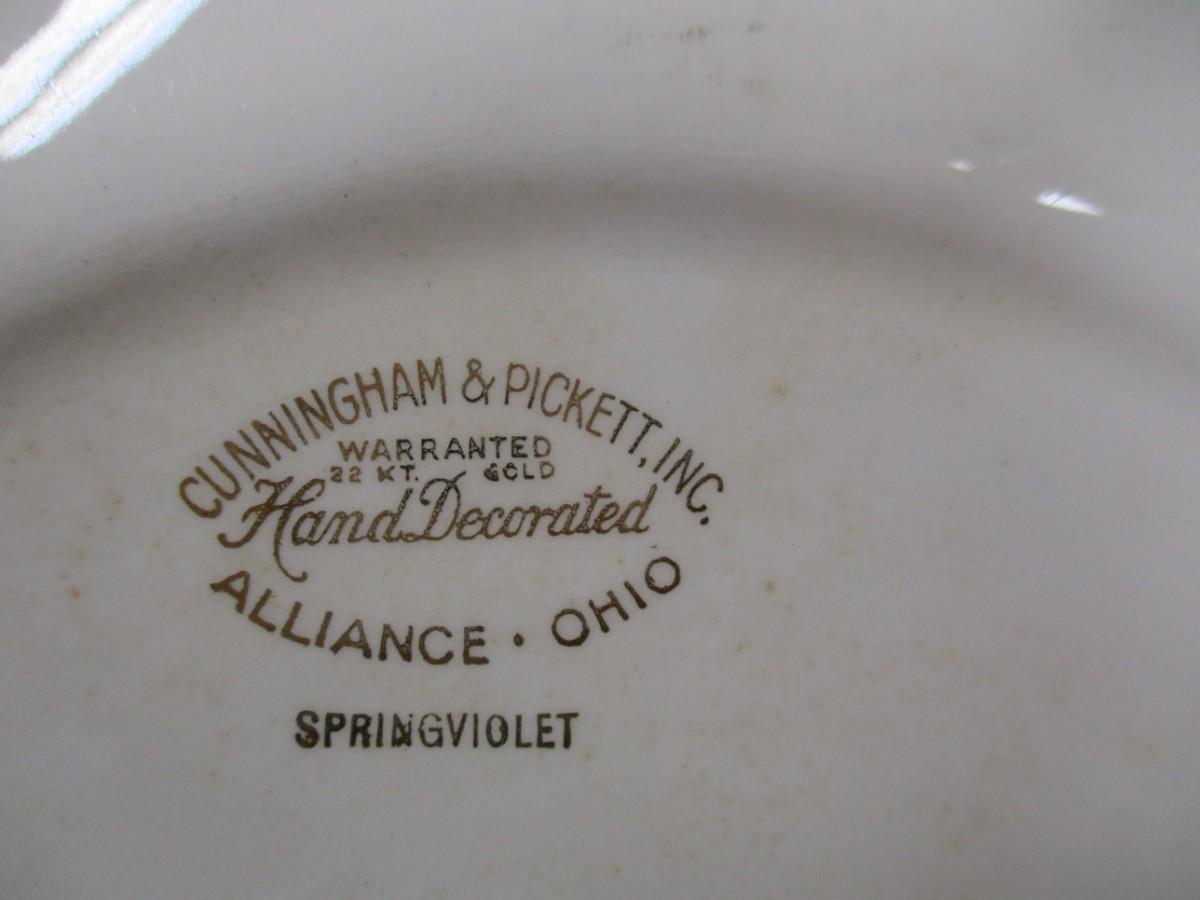 CUNNINGHAM & PICKETT, INC.
WARRANTED
22 KT. GOLD
Hand Decorated
ALLIANCE · OHIO
SPRINGVIOLET